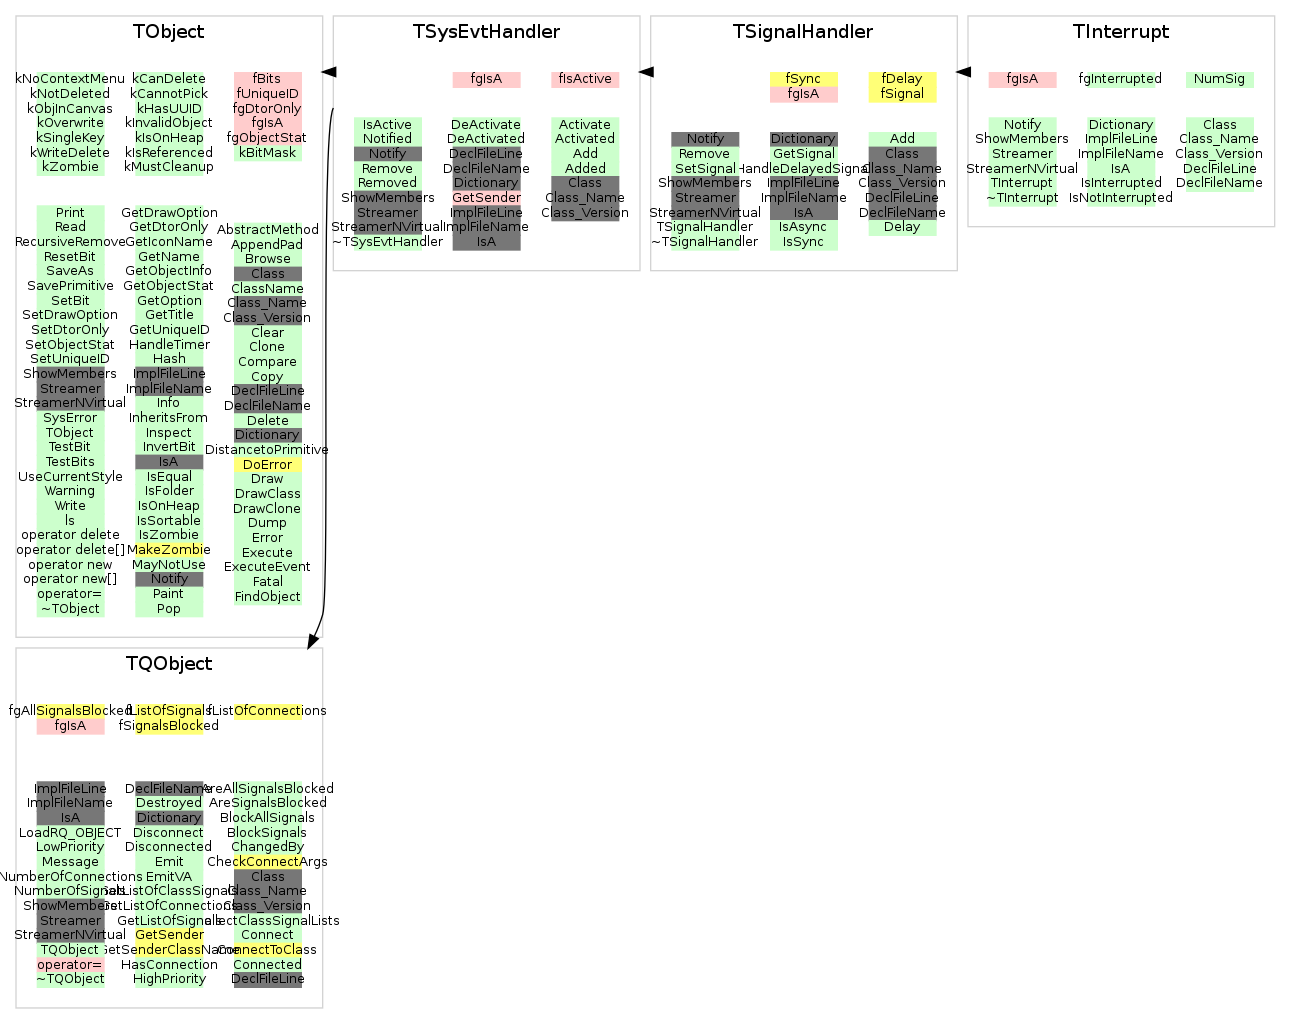 TObject
kNoContextMenu
kNotDeleted
kObjInCanvas
kOverwrite
kSingleKey
kWriteDelete
kZombie
kCanDelete
kCannotPick
kHasUUID
kInvalidObject
kIsOnHeap
kIsReferenced
kMustCleanup
fBits
fUniqueID
fgDtorOnly
fgIsA
fgObjectStat
kBitMask
Print
Read
RecursiveRemove
ResetBit
SaveAs
SavePrimitive
SetBit
SetDrawOption
SetDtorOnly
SetObjectStat
SetUniqueID
ShowMembers
Streamer
StreamerNVirtual
SysError
TObject
TestBit
TestBits
UseCurrentStyle
Warning
Write
ls
operator delete
operator delete[]
operator new
operator new[]
operator=
~TObject
GetDrawOption
GetDtorOnly
GetIconName
GetName
GetObjectInfo
GetObjectStat
GetOption
GetTitle
GetUniqueID
HandleTimer
Hash
ImplFileLine
ImplFileName
Info
InheritsFrom
Inspect
InvertBit
IsA
IsEqual
IsFolder
IsOnHeap
IsSortable
IsZombie
MakeZombie
MayNotUse
Notify
Paint
Pop
AbstractMethod
AppendPad
Browse
Class
ClassName
Class_Name
Class_Version
Clear
Clone
Compare
Copy
DeclFileLine
DeclFileName
Delete
Dictionary
DistancetoPrimitive
DoError
Draw
DrawClass
DrawClone
Dump
Error
Execute
ExecuteEvent
Fatal
FindObject
TSysEvtHandler
fgIsA
fIsActive
IsActive
Notified
Notify
Remove
Removed
ShowMembers
Streamer
StreamerNVirtual
~TSysEvtHandler
DeActivate
DeActivated
DeclFileLine
DeclFileName
Dictionary
GetSender
ImplFileLine
ImplFileName
IsA
Activate
Activated
Add
Added
Class
Class_Name
Class_Version
TSignalHandler
fSync
fgIsA
fDelay
fSignal
Notify
Remove
SetSignal
ShowMembers
Streamer
StreamerNVirtual
TSignalHandler
~TSignalHandler
Dictionary
GetSignal
HandleDelayedSignal
ImplFileLine
ImplFileName
IsA
IsAsync
IsSync
Add
Class
Class_Name
Class_Version
DeclFileLine
DeclFileName
Delay
TInterrupt
fgIsA
fgInterrupted
NumSig
Notify
ShowMembers
Streamer
StreamerNVirtual
TInterrupt
~TInterrupt
Dictionary
ImplFileLine
ImplFileName
IsA
IsInterrupted
IsNotInterrupted
Class
Class_Name
Class_Version
DeclFileLine
DeclFileName
TQObject
fgAllSignalsBlocked
fgIsA
fListOfSignals
fSignalsBlocked
fListOfConnections
ImplFileLine
ImplFileName
IsA
LoadRQ_OBJECT
LowPriority
Message
NumberOfConnections
NumberOfSignals
ShowMembers
Streamer
StreamerNVirtual
TQObject
operator=
~TQObject
DeclFileName
Destroyed
Dictionary
Disconnect
Disconnected
Emit
EmitVA
GetListOfClassSignals
GetListOfConnections
GetListOfSignals
GetSender
GetSenderClassName
HasConnection
HighPriority
AreAllSignalsBlocked
AreSignalsBlocked
BlockAllSignals
BlockSignals
ChangedBy
CheckConnectArgs
Class
Class_Name
Class_Version
Connect
ConnectToClass
Connected
DeclFileLine